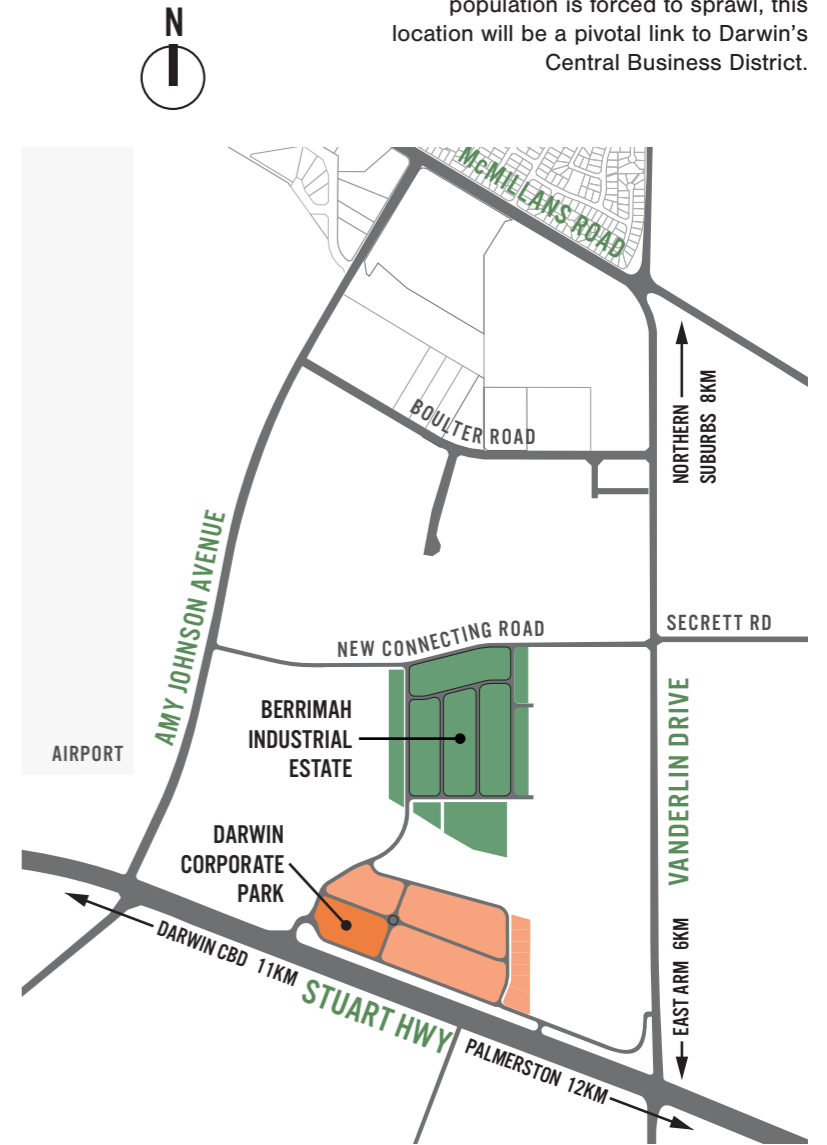 population is forced to sprawl, this
location will be a pivotal link to Darwin's
Central Business District.
N
McMILLANS ROAD
BOULTER ROAD
NORTHERN
SUBURBS 8KM
AMY JOHNSON AVENUE
NEW CONNECTING ROAD
SECRETT RD
BERRIMAH
INDUSTRIAL
ESTATE
VANDERLIN DRIVE
AIRPORT
DARWIN
CORPORATE
PARK
DARWIN CBD 11KM
STUART HWY
EAST ARM 6KM
PALMERSTON 12KM